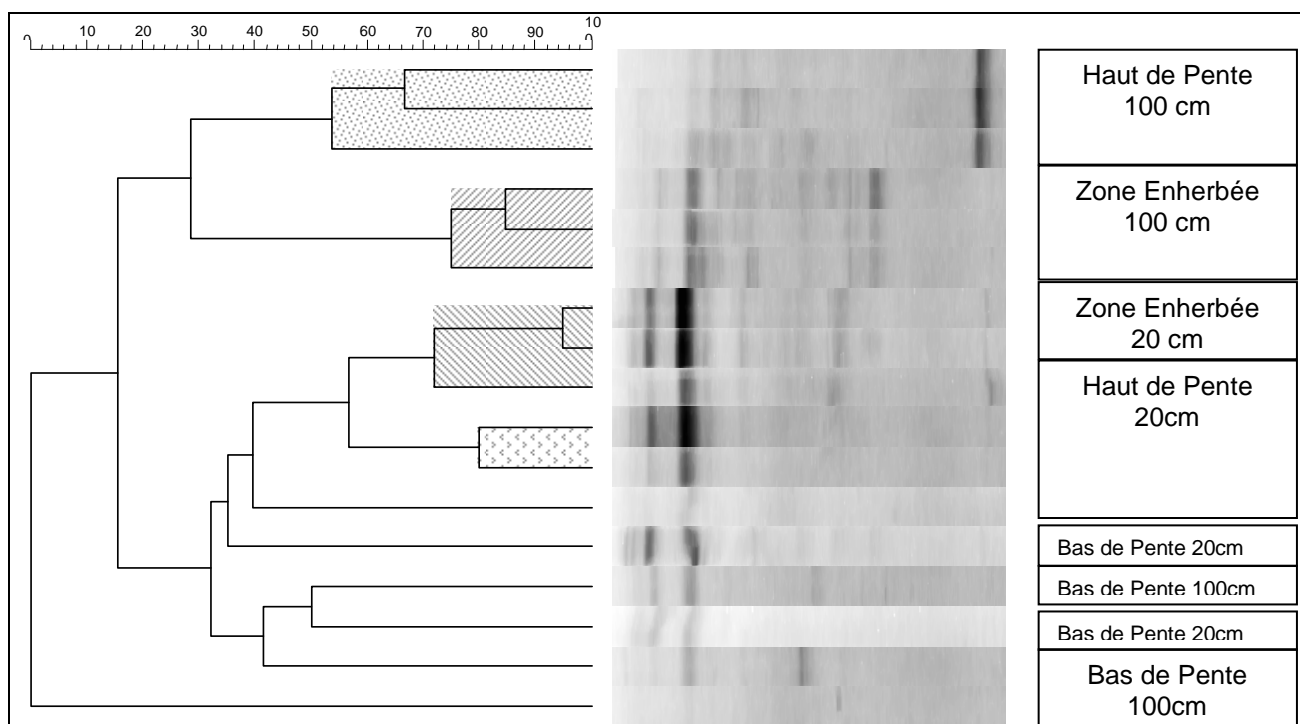 0 10 20 30 40 50 60 70 80 90 10
Haut de Pente
100 cm
Zone Enherbée
100 cm
Zone Enherbée
20 cm
Haut de Pente
20cm
Bas de Pente 20cm
Bas de Pente 100cm
Bas de Pente 20cm
Bas de Pente
100cm